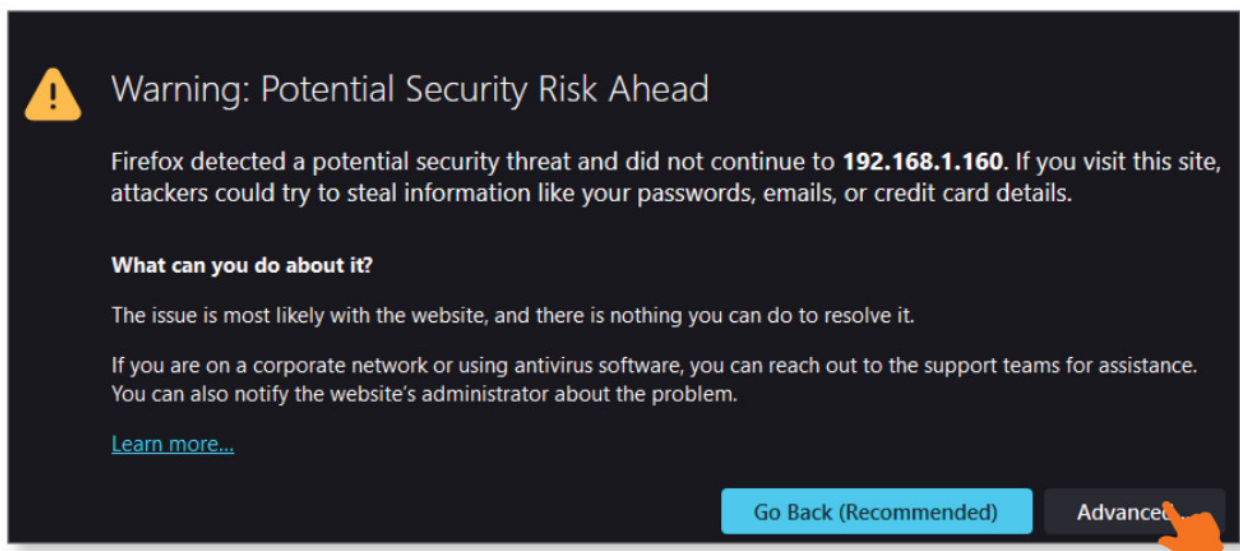 Warning: Potential Security Risk Ahead
Firefox detected a potential security threat and did not continue to 192.168.1.160. If you visit this site,
attackers could try to steal information like your passwords, emails, or credit card details.
What can you do about it?
The issue is most likely with the website, and there is nothing you can do to resolve it.
If you are on a corporate network or using antivirus software, you can reach out to the support teams for assistance.
You can also notify the website’s administrator about the problem.
Learn more...
Go Back (Recommended)
Advanced...